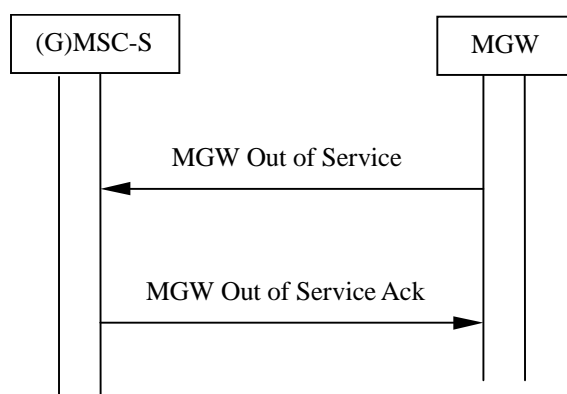 (G)MSC-S
MGW
MGW Out of Service
MGW Out of Service Ack